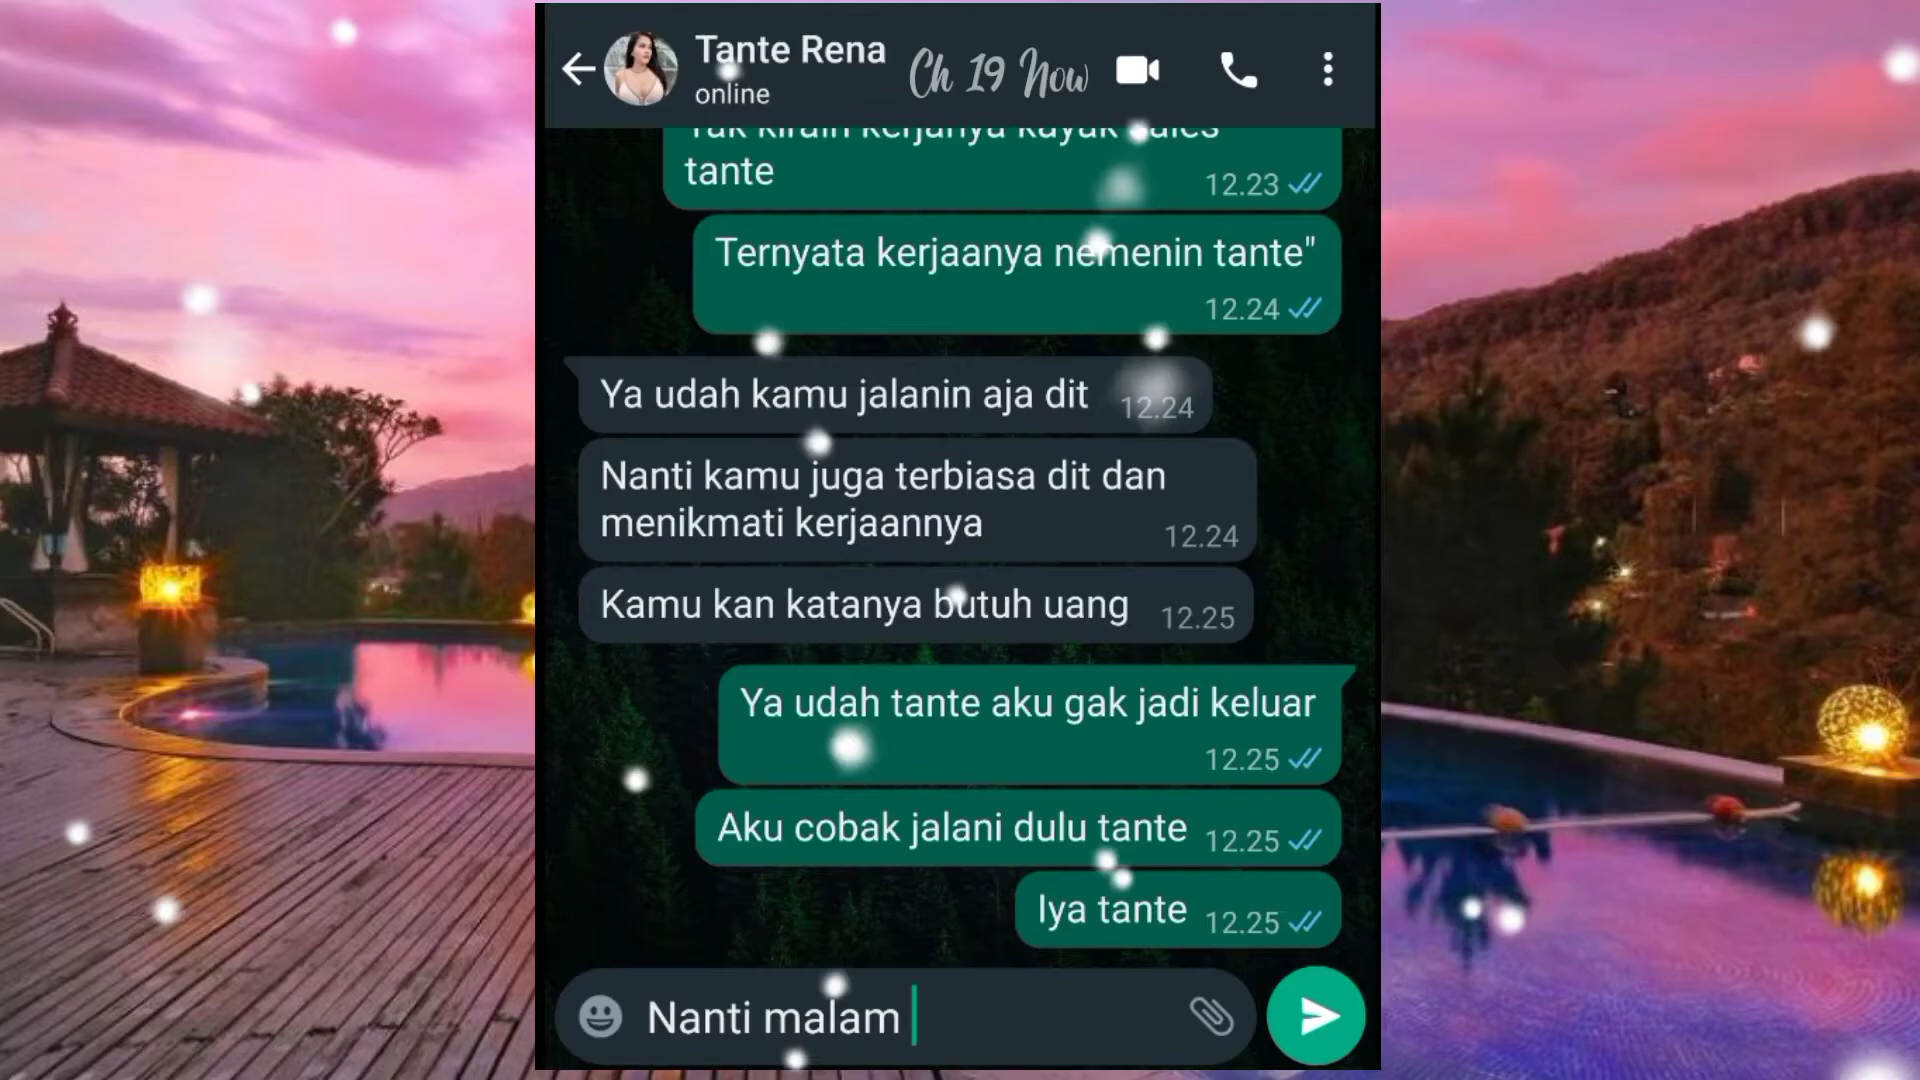 Tante Rena
online
Ch 19 Now
kerjanya kayak
tante
12.23
Ternyata kerjaanya nemenin tante"
12.24
Ya udah kamu jalanin aja dit
12.24
Nanti kamu juga terbiasa dit dan
menikmati kerjaannya
12.24
Kamu kan katanya butuh uang
12.25
Ya udah tante aku gak jadi keluar
12.25
Aku cobak jalani dulu tante
12.25
Iya tante
12.25
Nanti malam